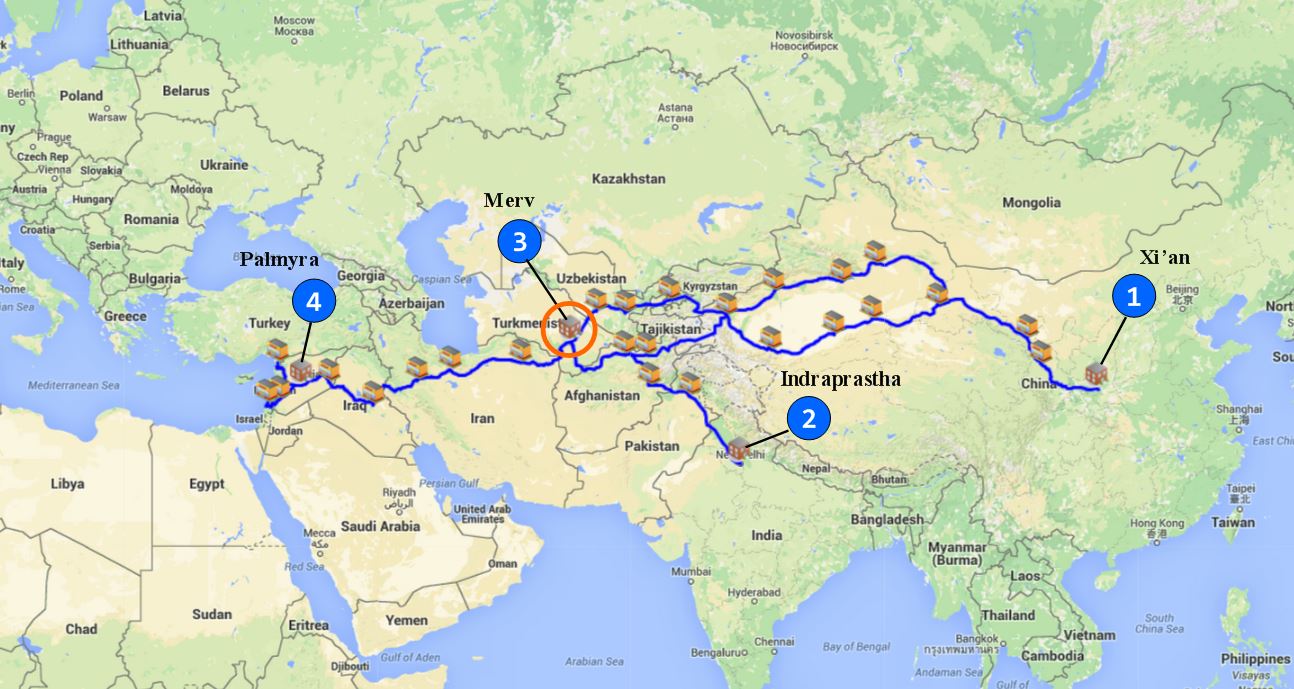 Latvia
Moscow
Москва
Lithuania
Novosibirsk
Новосибирск
Berlin
Poland
Belarus
Warsaw
Astana
Астана
Prague
Czech Rep
Vienna
Slovakia
Ukraine
Kazakhstan
Austria
Hungary
Moldova
Merv
Mongolia
Croatia
Romania
3
Serbia
Palmyra
Xi'an
Italy
Bulgaria
Georgia
Caspian Sea
Uzbekistan
Kyrgyzstan
Beijing
北京
4
1
Azerbaijan
Greece
Turkey
Turkmenist
Tajikistan
Mediterranean Sea
Indraprastha
China
Afghanistan
Iraq
Israel
Iran
2
Shanghai
上海
Jordan
Pakistan
East Chi
Nepal
Bhutan
Libya
Egypt
Persian Gulf
Riyadh
الرياض
United Arab
Emirates
Taipei
臺北
Saudi Arabia
Mecca
مكة
Bangladesh
Hong Kong
香港
Taiwan
India
Myanmar
(Burma)
Red Sea
Oman
Mumbai
Laos
Hyderabad
Sudan
Eritrea
Yemen
Thailand
South
China Sea
Chad
Vietnam
Chennai
Bengaluru
Bay of Bengal
Bangkok
กรุงเทพมหานคร
Arabian Sea
Gulf of Aden
Djibouti
Andaman Sea
Cambodia
Philippines
Visayas
Gulf of